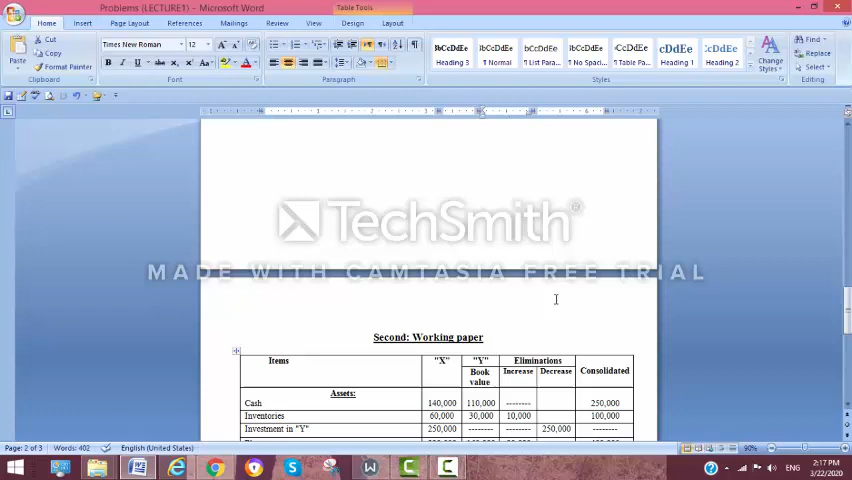 Problems (LECTURE1) - Microsoft Word
Table Tools
Home Insert Page Layout References Mailings Review View Design Layout
Paste
Cut
Copy
Format Painter
Clipboard
Times New Roman 12
Font
Paragraph
AaBbCcDc Heading 3
AaBbCcDc ¶ Normal
AaBbCcDc ¶ List Para...
AaBbCcDc ¶ No Spaci...
AaBbCcDc ¶ Table Pa...
Heading 1
Heading 2
Change Styles
Styles
Find
Replace
Select
Editing
TechSmith®
MADE WITH CAMTASIA FREE TRIAL
Second: Working paper
Items "X" "Y" Eliminations Consolidated
Book value Increase Decrease
Assets:
Cash 140,000 110,000 -------- 250,000
Inventories 60,000 30,000 10,000 100,000
Investment in "Y" 250,000 -------- 250,000 --------
Page: 2 of 3 Words: 402 English (United States) 90%
ENG 2:17 PM
3/22/2020